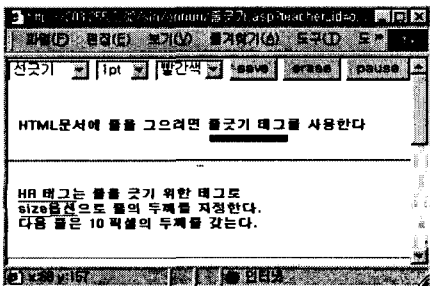 파일(F) 편집(E) 보기(V) 즐겨찾기(A) 도구(T)
선긋기 1pt 빨간색 save erase pause
HTML문서에 줄을 그으려면 줄긋기 태그를 사용한다
HR 태그는 줄을 긋기 위한 태그로
size옵션으로 줄의 두께를 지정한다.
다음 줄은 10 픽셀의 두께를 갖는다.
인터넷